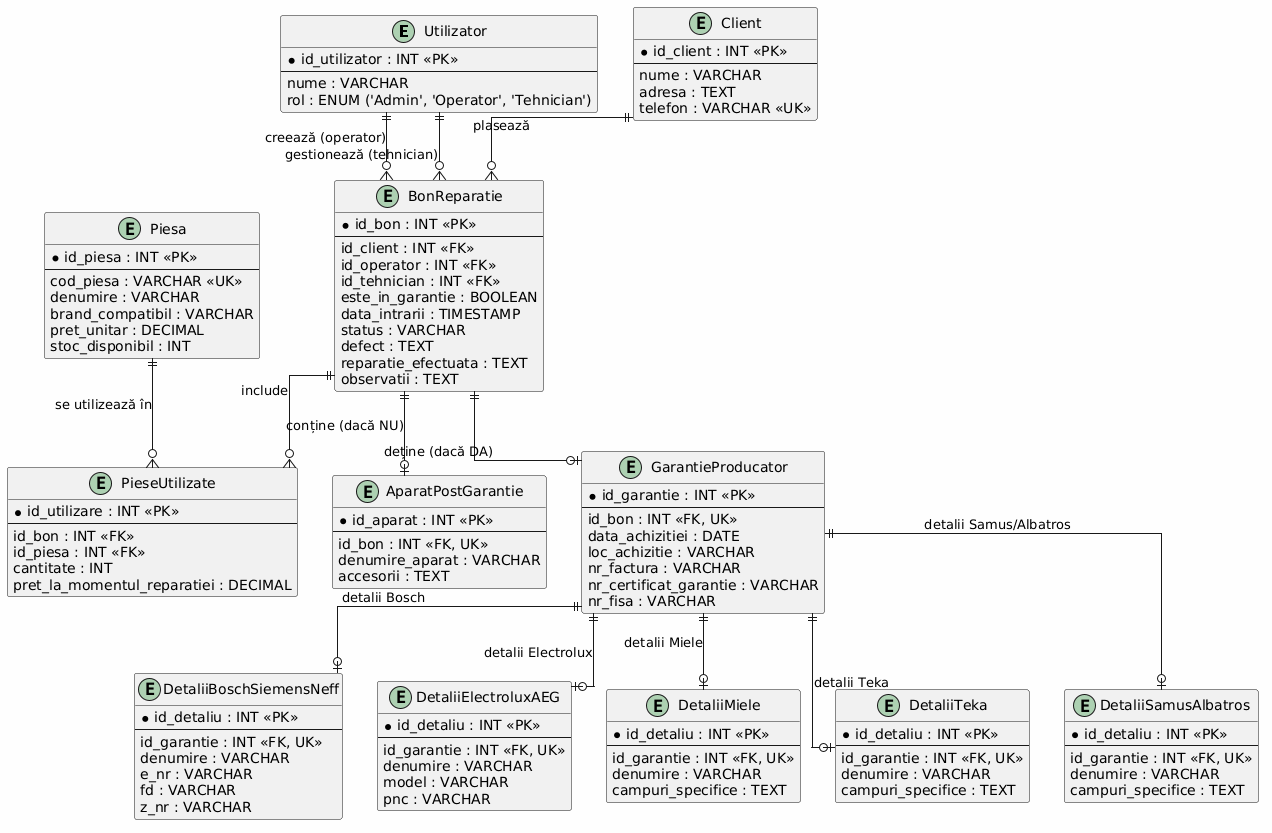 E Utilizator
* id_utilizator : INT «PK»
nume : VARCHAR
rol : ENUM ('Admin', 'Operator', 'Tehnician')
E Client
* id_client : INT «PK»
nume : VARCHAR
adresa : TEXT
telefon : VARCHAR «UK»
creează (operator)
gestionează (tehnician)
plasează
E BonReparatie
* id_bon : INT «PK»
id_client : INT «FK»
id_operator : INT «FK»
id_tehnician : INT «FK»
este_in_garantie : BOOLEAN
data_intrarii : TIMESTAMP
status : VARCHAR
defect : TEXT
reparatie_efectuata : TEXT
observatii : TEXT
E Piesa
* id_piesa : INT «PK»
cod_piesa : VARCHAR «UK»
denumire : VARCHAR
brand_compatibil : VARCHAR
pret_unitar : DECIMAL
stoc_disponibil : INT
se utilizează în
include
conține (dacă NU)
deține (dacă DA)
E PieseUtilizate
* id_utilizare : INT «PK»
id_bon : INT «FK»
id_piesa : INT «FK»
cantitate : INT
pret_la_momentul_reparatiei : DECIMAL
E AparatPostGarantie
* id_aparat : INT «PK»
id_bon : INT «FK, UK»
denumire_aparat : VARCHAR
accesorii : TEXT
E GarantieProducator
* id_garantie : INT «PK»
id_bon : INT «FK, UK»
data_achizitiei : DATE
loc_achizitie : VARCHAR
nr_factura : VARCHAR
nr_certificat_garantie : VARCHAR
nr_fisa : VARCHAR
detalii Samus/Albatros
detalii Bosch
detalii Electrolux
detalii Miele
detalii Teka
E DetaliiBoschSiemensNeff
* id_detaliu : INT «PK»
id_garantie : INT «FK, UK»
denumire : VARCHAR
e_nr : VARCHAR
fd : VARCHAR
z_nr : VARCHAR
E DetaliiElectroluxAEG
* id_detaliu : INT «PK»
id_garantie : INT «FK, UK»
denumire : VARCHAR
model : VARCHAR
pnc : VARCHAR
E DetaliiMiele
* id_detaliu : INT «PK»
id_garantie : INT «FK, UK»
denumire : VARCHAR
campuri_specifice : TEXT
E DetaliiTeka
* id_detaliu : INT «PK»
id_garantie : INT «FK, UK»
denumire : VARCHAR
campuri_specifice : TEXT
E DetaliiSamusAlbatros
* id_detaliu : INT «PK»
id_garantie : INT «FK, UK»
denumire : VARCHAR
campuri_specifice : TEXT